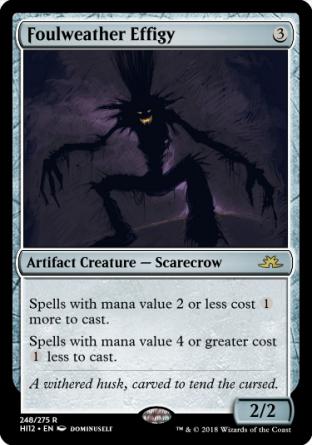 Foulweather Effigy 3
Artifact Creature — Scarecrow
Spells with mana value 2 or less cost 1
more to cast.
Spells with mana value 4 or greater cost
1 less to cast.
A withered husk, carved to tend the cursed.
2/2
248/275 R
HI12 • EN DOMINUSELF
™ & © 2018 Wizards of the Coast